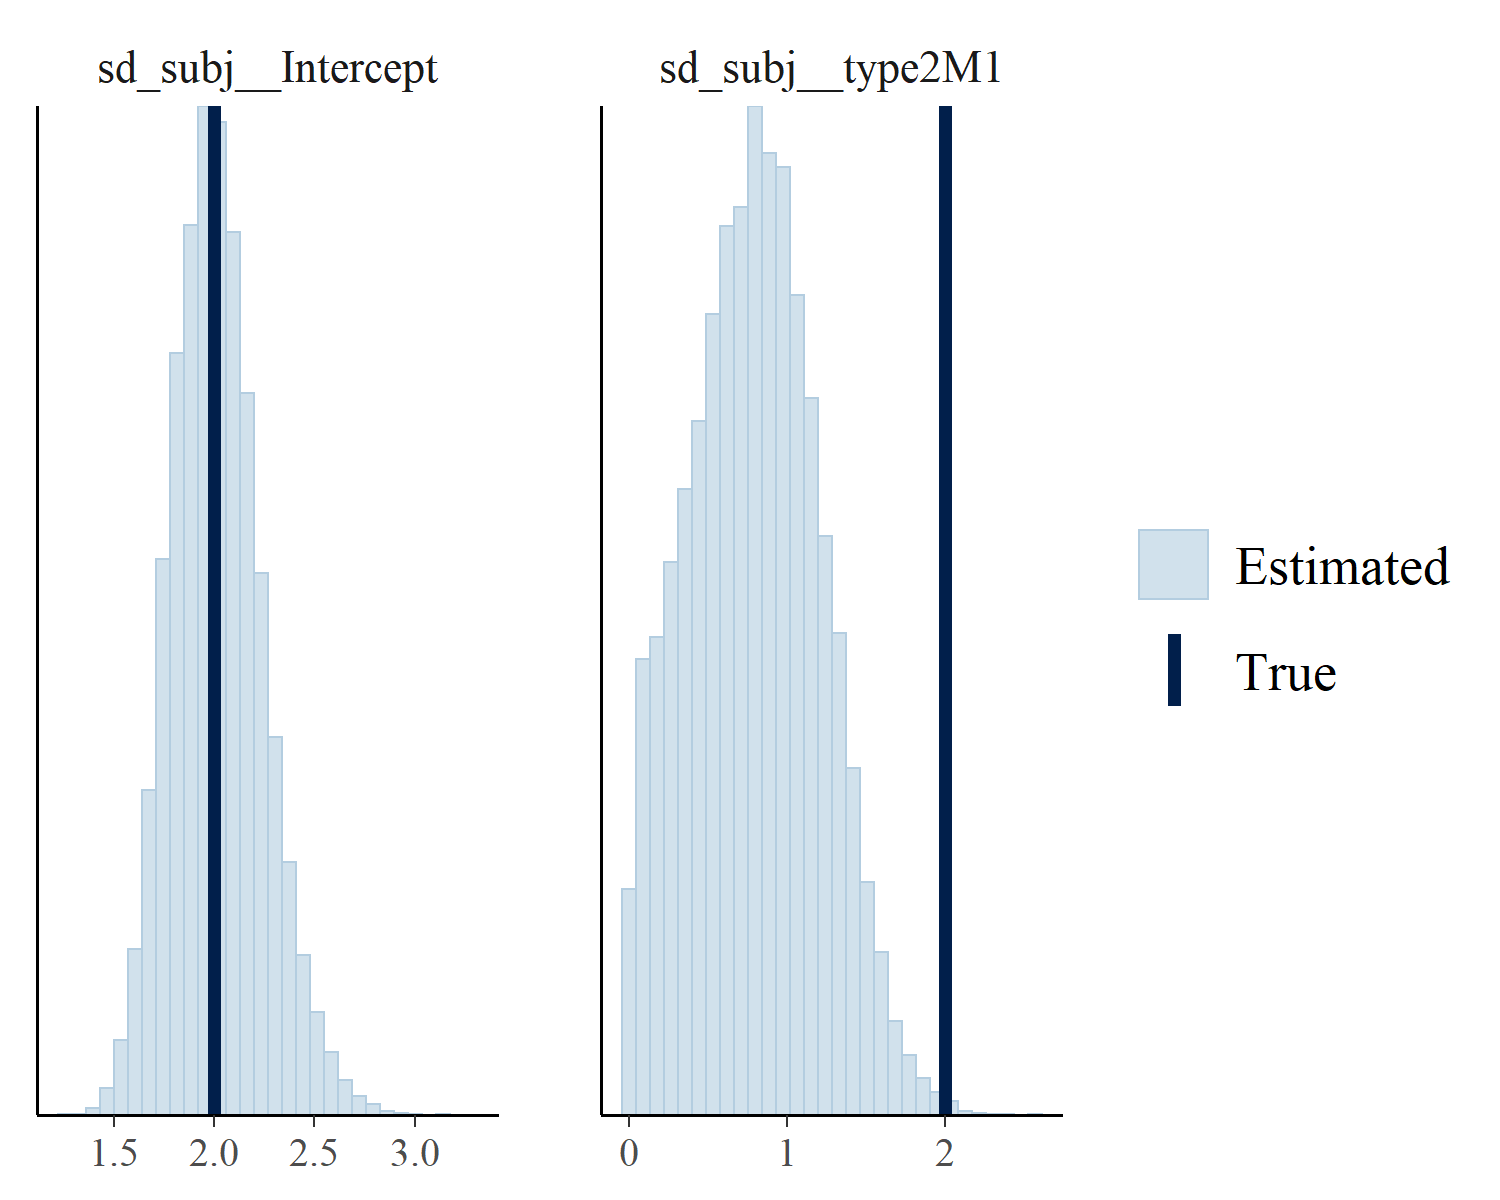 sd_subj__Intercept
sd_subj__type2M1
Estimated
True
1.5 2.0 2.5 3.0
0 1 2